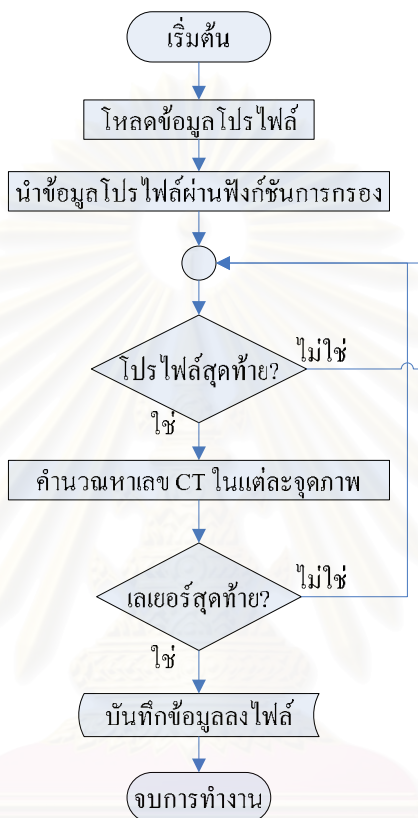 เริ่มต้น
โหลดข้อมูลโปรไฟล์
นำข้อมูลโปรไฟล์ผ่านฟังก์ชันการกรอง
โปรไฟล์สุดท้าย?
ไม่ใช่
ใช่
คำนวณหาเลข CT ในแต่ละจุดภาพ
เลเยอร์สุดท้าย?
ไม่ใช่
ใช่
บันทึกข้อมูลลงไฟล์
จบการทำงาน